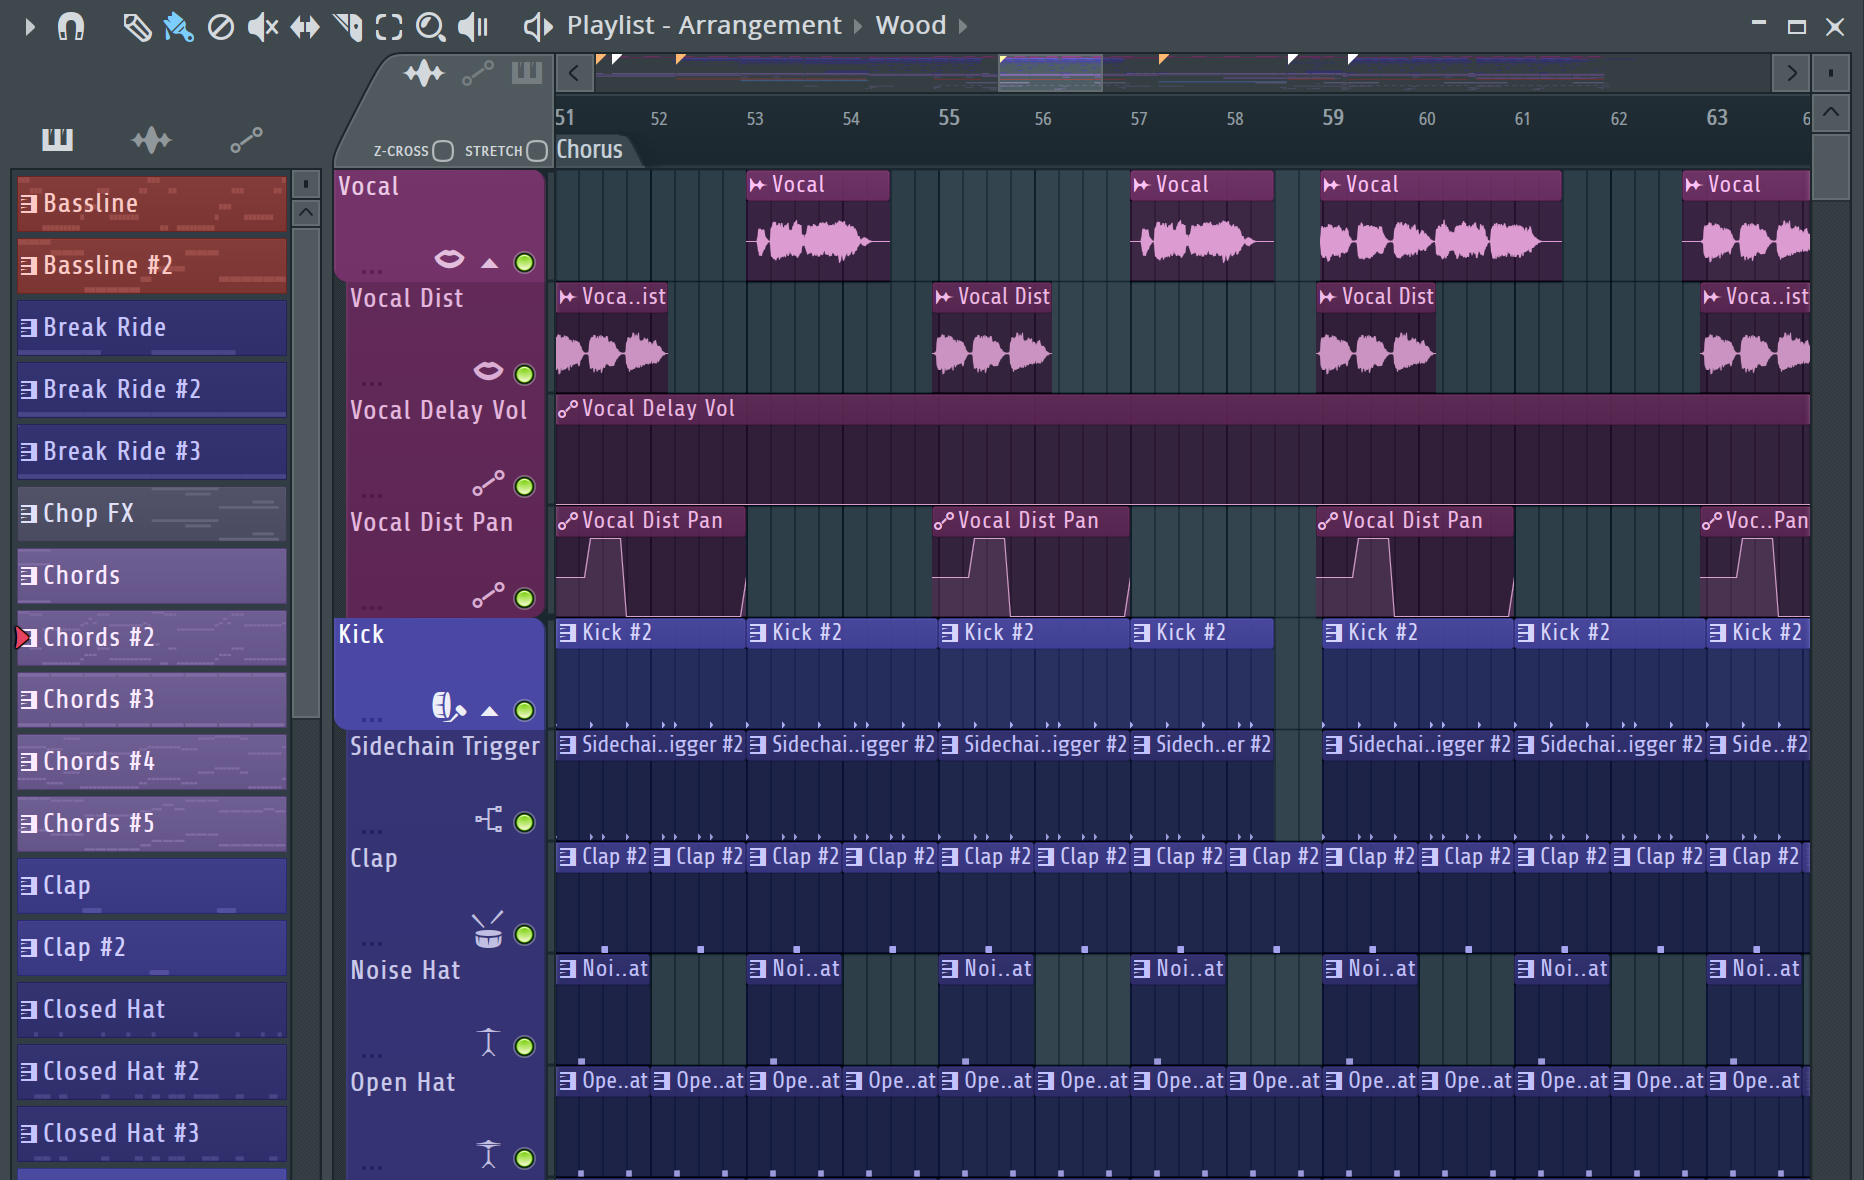 Playlist - Arrangement Wood
Z-CROSS STRETCH
51 52 53 54 55 56 57 58 59 60 61 62 63 6
Chorus
Bassline
Bassline #2
Break Ride
Break Ride #2
Break Ride #3
Chop FX
Chords
Chords #2
Chords #3
Chords #4
Chords #5
Clap
Clap #2
Closed Hat
Closed Hat #2
Closed Hat #3
Vocal Vocal Vocal Vocal Vocal
Vocal Dist Voca..ist Vocal Dist Vocal Dist Voca..ist
Vocal Delay Vol Vocal Delay Vol
Vocal Dist Pan Vocal Dist Pan Vocal Dist Pan Vocal Dist Pan Voc..Pan
Kick Kick #2 Kick #2 Kick #2 Kick #2 Kick #2 Kick #2 Kick #2
Sidechain Trigger Sidechai..igger #2 Sidechai..igger #2 Sidechai..igger #2 Sidech..er #2 Sidechai..igger #2 Sidechai..igger #2 Side..#2
Clap Clap #2 Clap #2 Clap #2 Clap #2 Clap #2 Clap #2 Clap #2 Clap #2 Clap #2 Clap #2 Clap #2 Clap #2 Clap #2
Noise Hat Noi..at Noi..at Noi..at Noi..at Noi..at Noi..at Noi..at
Open Hat Ope..at Ope..at Ope..at Ope..at Ope..at Ope..at Ope..at Ope..at Ope..at Ope..at Ope..at Ope..at Ope..at